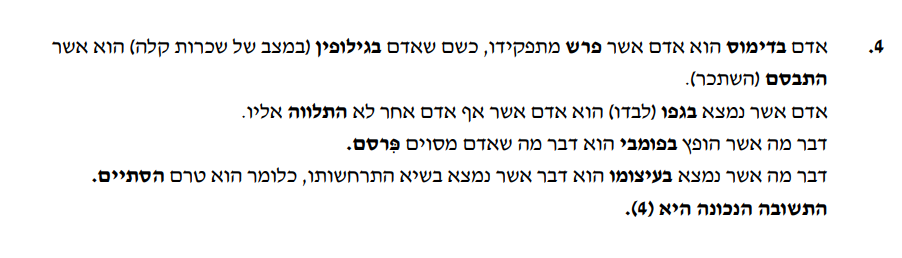 4. אדם בדימוס הוא אדם אשר פרש מתפקידו, כשם שאדם בגילופין (במצב של שכרות קלה) הוא אשר
התבסם (השתכר).
אדם אשר נמצא בגפו (לבדו) הוא אדם אשר אף אדם אחר לא התלווה אליו.
דבר מה אשר הופץ בפומבי הוא דבר מה שאדם מסוים פִּרסם.
דבר מה אשר נמצא בעיצומו הוא דבר אשר נמצא בשיא התרחשותו, כלומר הוא טרם הסתיים.
התשובה הנכונה היא (4).